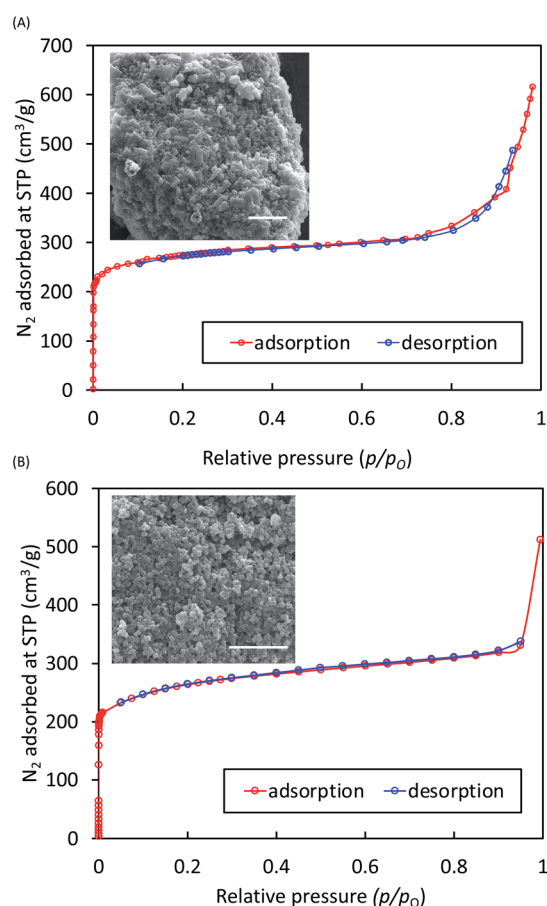 (A)
700
600
500
400
300
200
100
0
N₂ adsorbed at STP (cm³/g)
adsorption desorption
0 0.2 0.4 0.6 0.8 1
Relative pressure (p/p₀)
(B)
600
500
400
300
200
100
0
N₂ adsorbed at STP (cm³/g)
adsorption desorption
0 0.2 0.4 0.6 0.8 1
Relative pressure (p/p₀)